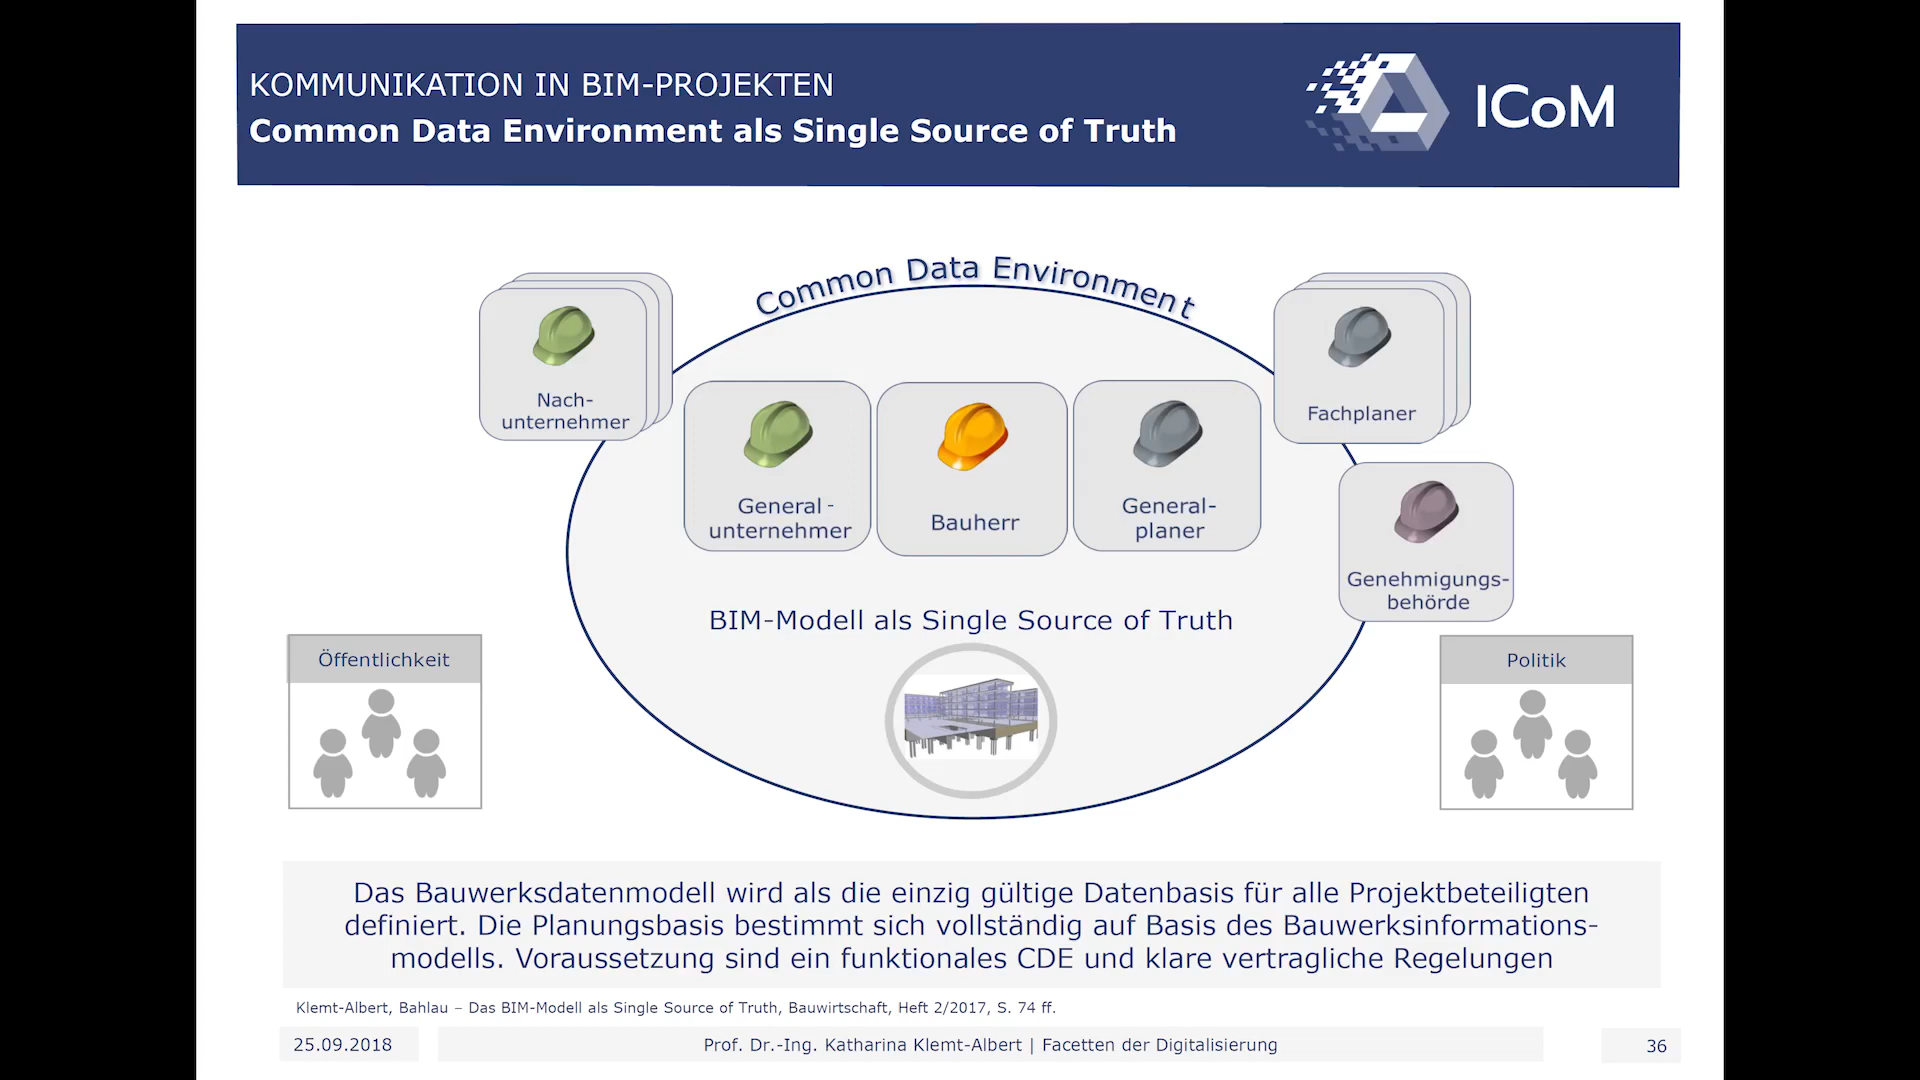 KOMMUNIKATION IN BIM-PROJEKTEN
Common Data Environment als Single Source of Truth
ICoM
Common Data Environment
Nach-
unternehmer
Fachplaner
General -
unternehmer
Bauherr
General-
planer
Genehmigungs-
behörde
BIM-Modell als Single Source of Truth
Öffentlichkeit
Politik
Das Bauwerksdatenmodell wird als die einzig gültige Datenbasis für alle Projektbeteiligten
definiert. Die Planungsbasis bestimmt sich vollständig auf Basis des Bauwerksinformations-
modells. Voraussetzung sind ein funktionales CDE und klare vertragliche Regelungen
Klemt-Albert, Bahlau – Das BIM-Modell als Single Source of Truth, Bauwirtschaft, Heft 2/2017, S. 74 ff.
25.09.2018
Prof. Dr.-Ing. Katharina Klemt-Albert | Facetten der Digitalisierung
36